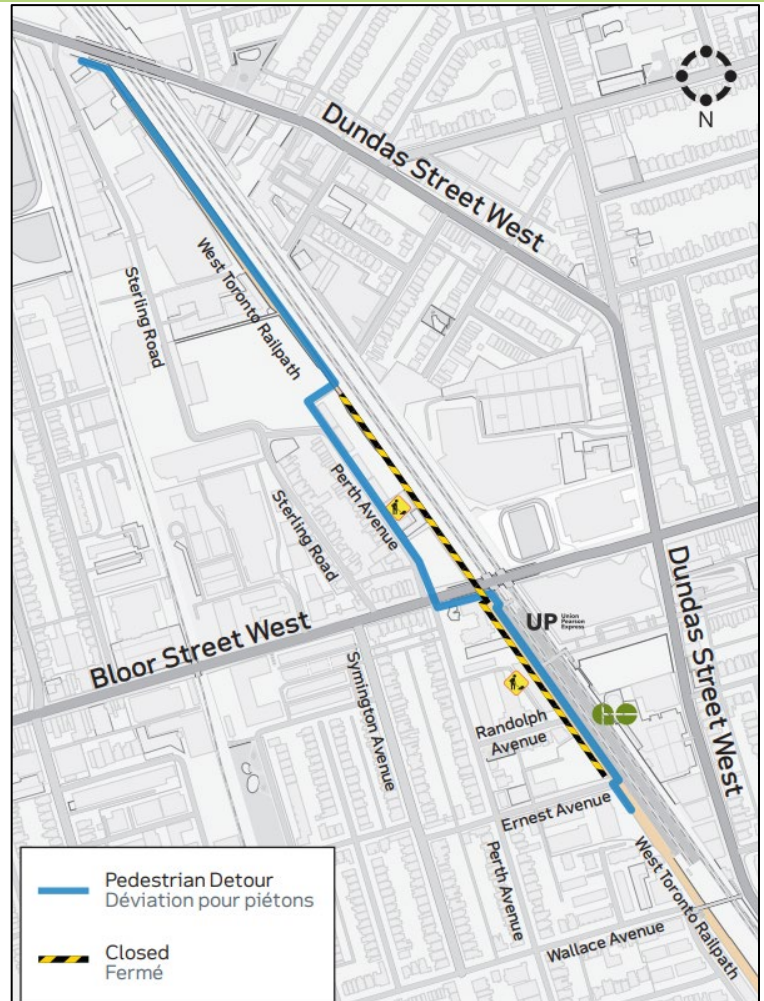 N
Dundas Street West
West Toronto Railpath
Sterling Road
Perth Avenue
Sterling Road
Dundas Street West
UP Union
Pearson
Express
Bloor Street West
Symington Avenue
Randolph
Avenue
GO
Ernest Avenue
Perth Avenue
West Toronto Railpath
Wallace Avenue
Pedestrian Detour
Déviation pour piétons
Closed
Fermé